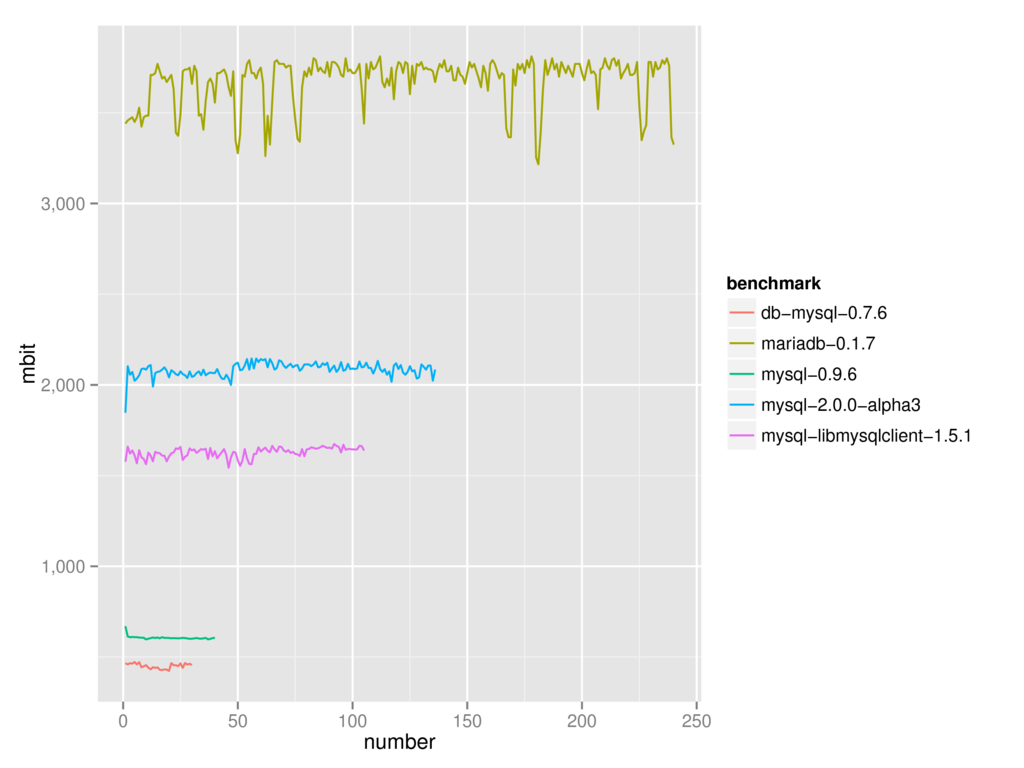 3,000
2,000
1,000
mbit
0 50 100 150 200 250
number
benchmark
db−mysql−0.7.6
mariadb−0.1.7
mysql−0.9.6
mysql−2.0.0−alpha3
mysql−libmysqlclient−1.5.1